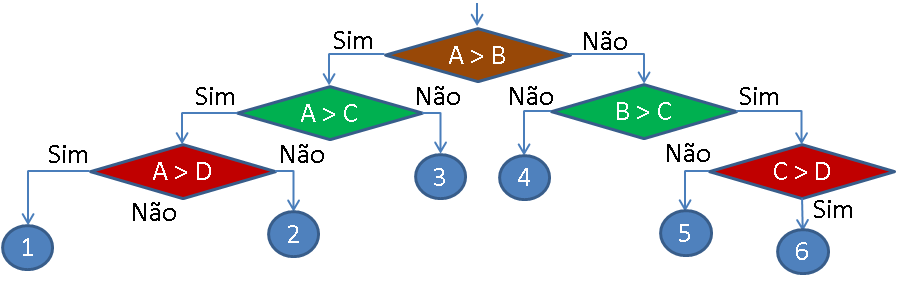 Sim
A > B
Não
Sim
A > C
Não
Não
B > C
Sim
Sim
A > D
Não
Não
3
4
Não
C > D
Sim
1
2
5
6